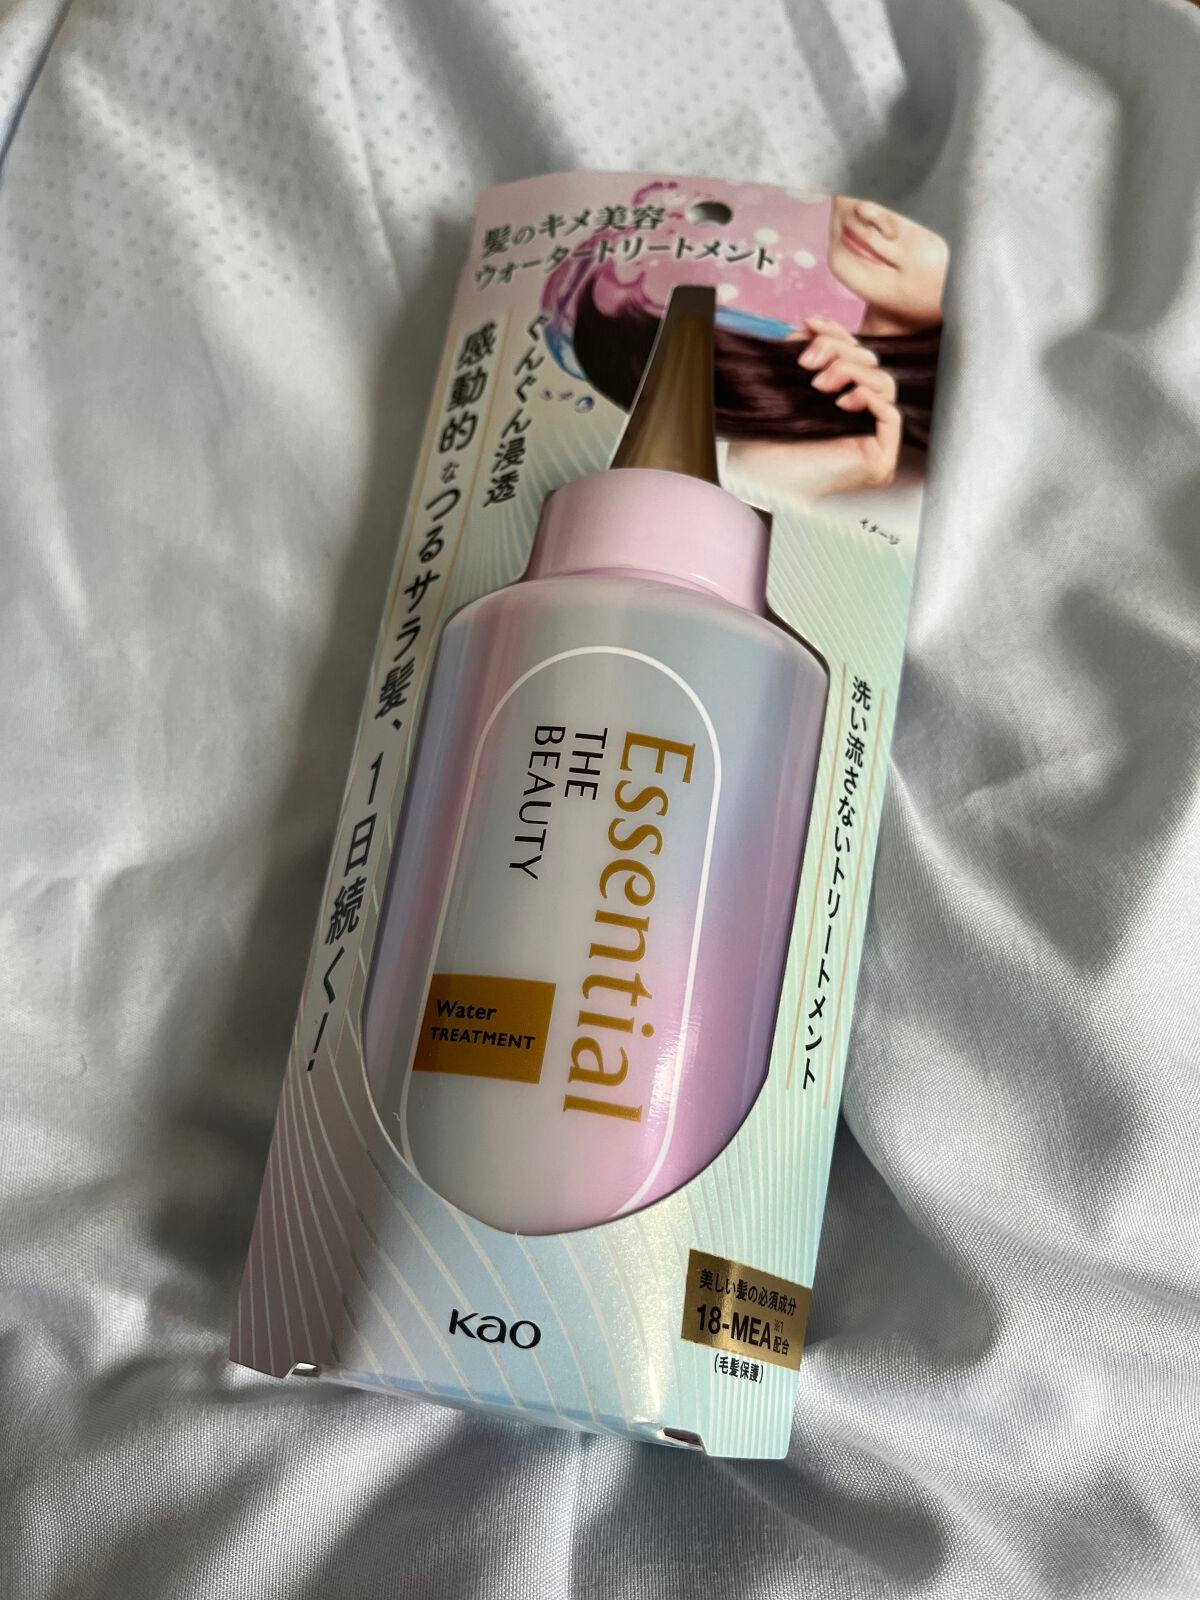 髪のキメ美容
ウォータートリートメント
ぐんぐん浸透
感動的なつるサラ髪、1日続く!
イメージ
洗い流さないトリートメント
Essential
THE
BEAUTY
Water
TREATMENT
Kao
美しい髪の必須成分
18-MEA※1配合
(毛髪保護)